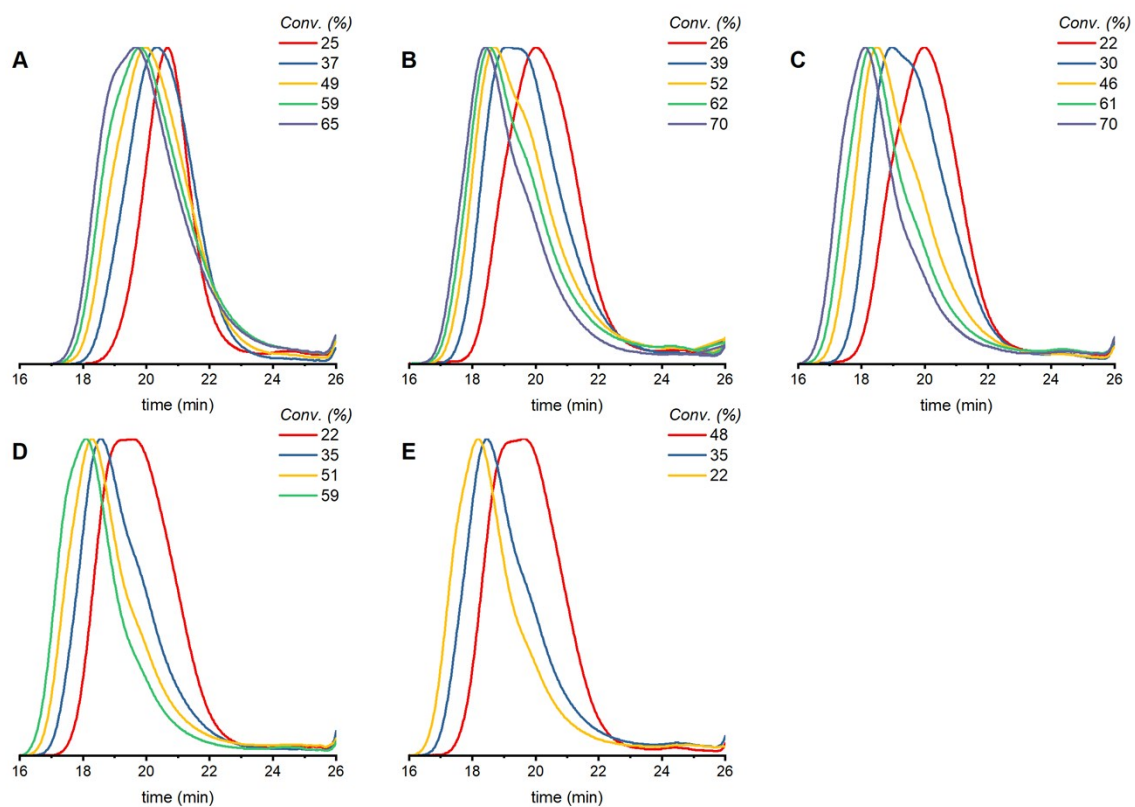 A
Conv. (%)
25
37
49
59
65
16 18 20 22 24 26
time (min)
B
Conv. (%)
26
39
52
62
70
16 18 20 22 24 26
time (min)
C
Conv. (%)
22
30
46
61
70
16 18 20 22 24 26
time (min)
D
Conv. (%)
22
35
51
59
16 18 20 22 24 26
time (min)
E
Conv. (%)
48
35
22
16 18 20 22 24 26
time (min)